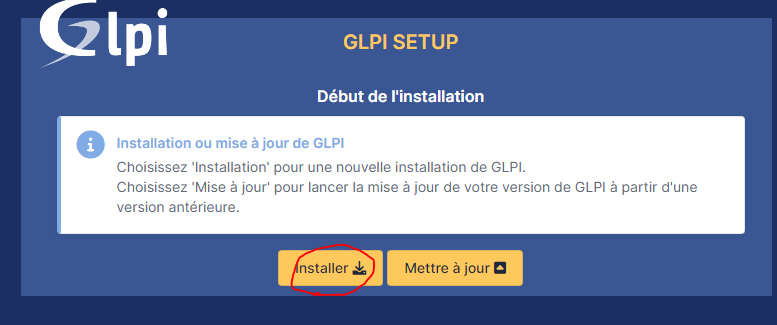 Glpi
GLPI SETUP
Début de l'installation
Installation ou mise à jour de GLPI
Choisissez 'Installation' pour une nouvelle installation de GLPI.
Choisissez 'Mise à jour' pour lancer la mise à jour de votre version de GLPI à partir d'une
version antérieure.
Installer
Mettre à jour